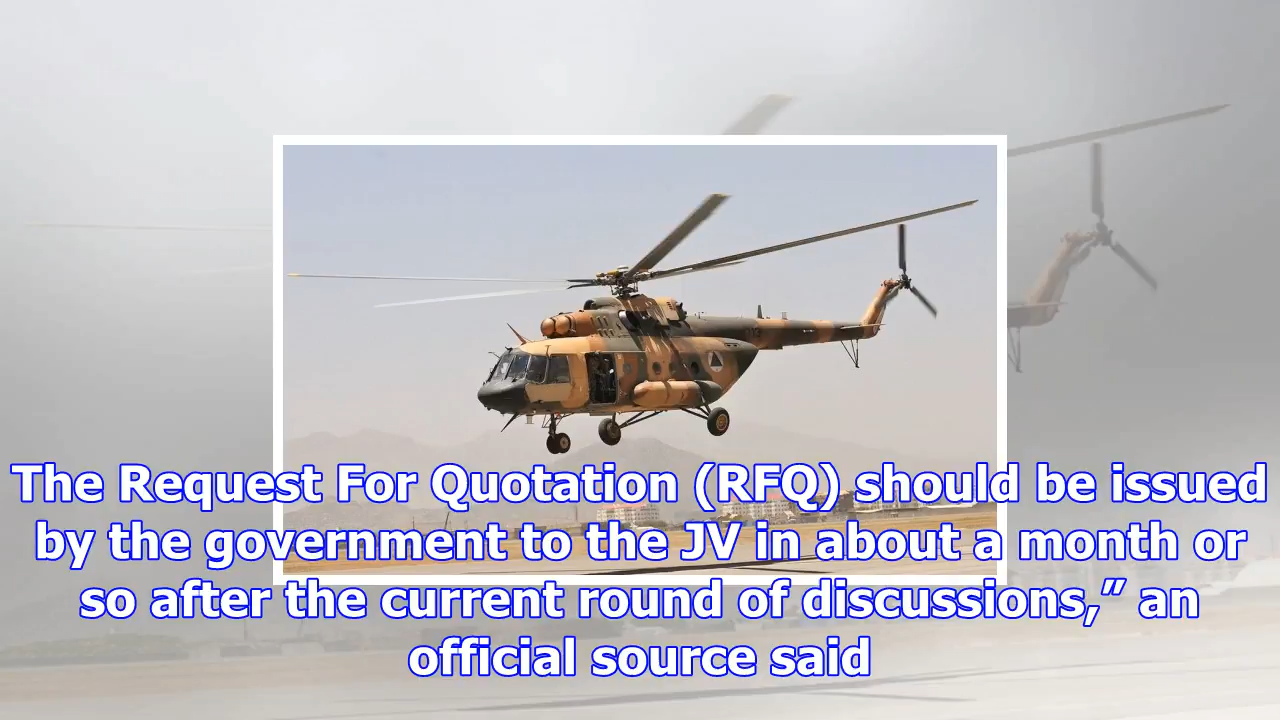 The Request For Quotation (RFQ) should be issued
by the government to the JV in about a month or
so after the current round of discussions,” an
official source said